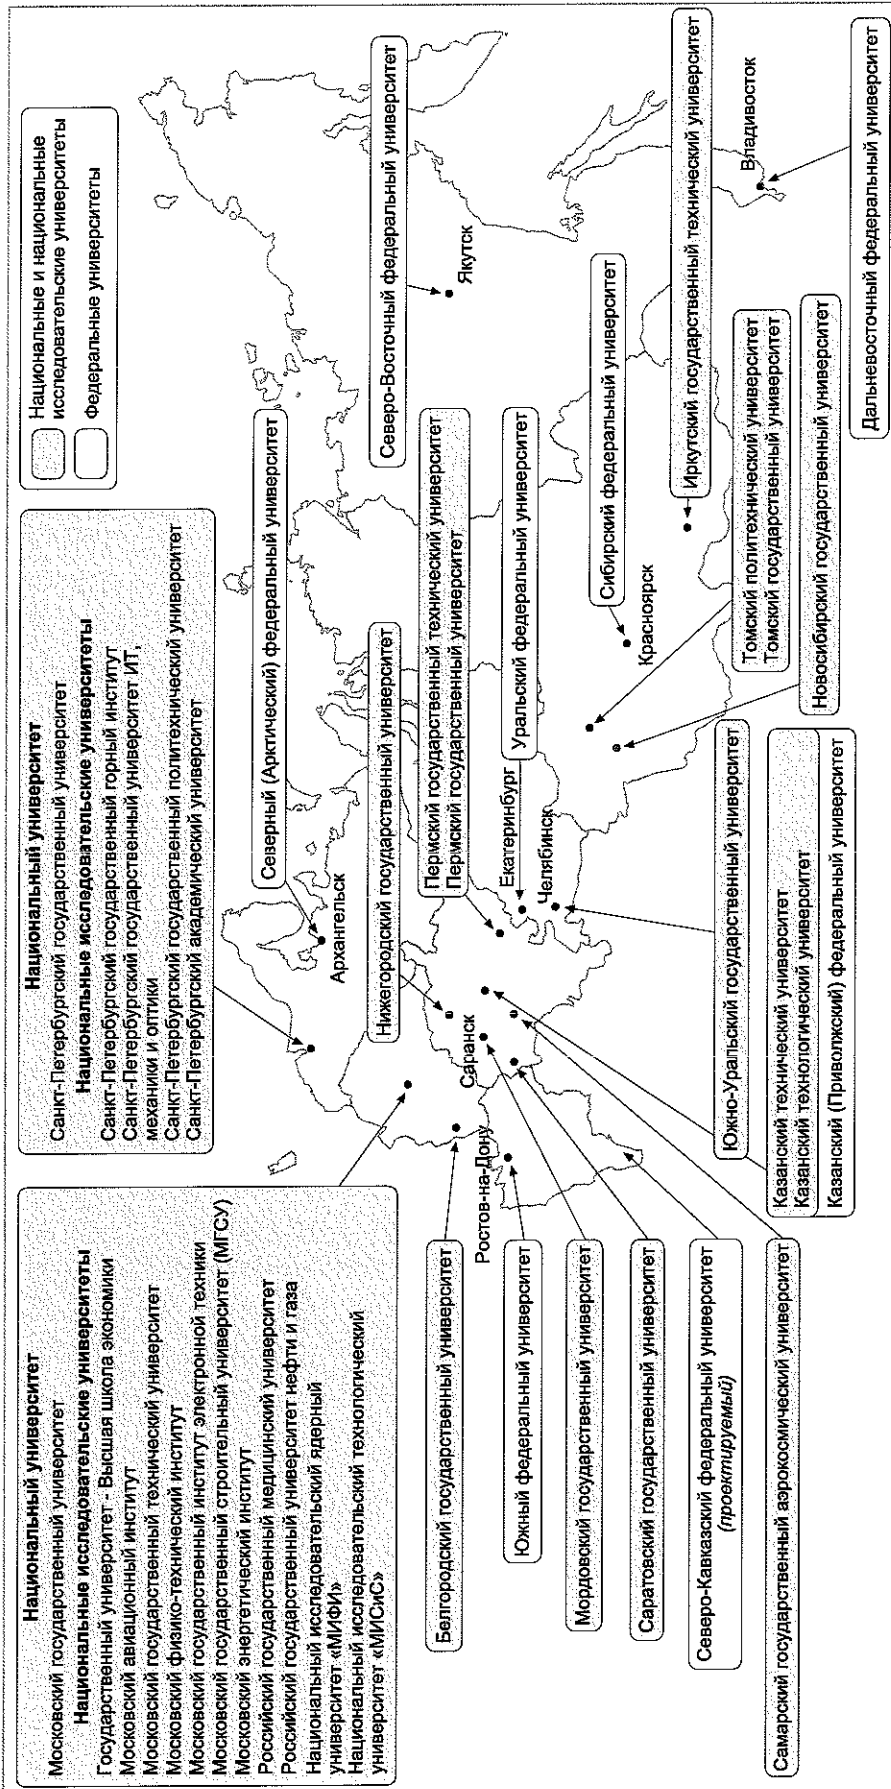 Национальный университет
Московский государственный университет
Национальные исследовательские университеты
Государственный университет - Высшая школа экономики
Московский авиационный институт
Московский государственный технический университет
Московский физико-технический институт
Московский государственный институт электронной техники
Московский государственный строительный университет (МГСУ)
Московский энергетический институт
Российский государственный медицинский университет
Российский государственный университет нефти и газа
Национальный исследовательский ядерный
университет «МИФИ»
Национальный исследовательский технологический
университет «МИСиС»
Национальный университет
Санкт-Петербургский государственный университет
Национальные исследовательские университеты
Санкт-Петербургский государственный горный институт
Санкт-Петербургский государственный университет ИТ,
механики и оптики
Санкт-Петербургский государственный политехнический университет
Санкт-Петербургский академический университет
Национальные и национальные
исследовательские университеты
Федеральные университеты
Северный (Арктический) федеральный университет
Архангельск
Северо-Восточный федеральный университет
Якутск
Нижегородский государственный университет
Пермский государственный технический университет
Пермский государственный университет
Уральский федеральный университет
Екатеринбург
Челябинск
Саранск
Ростов-на-Дону
Сибирский федеральный университет
Красноярск
Иркутский государственный технический университет
Владивосток
Белгородский государственный университет
Южный федеральный университет
Мордовский государственный университет
Саратовский государственный университет
Северо-Кавказский федеральный университет
(проектируемый)
Самарский государственный аэрокосмический университет
Южно-Уральский государственный университет
Казанский технический университет
Казанский технологический университет
Казанский (Приволжский) федеральный университет
Томский политехнический университет
Томский государственный университет
Новосибирский государственный университет
Дальневосточный федеральный университет